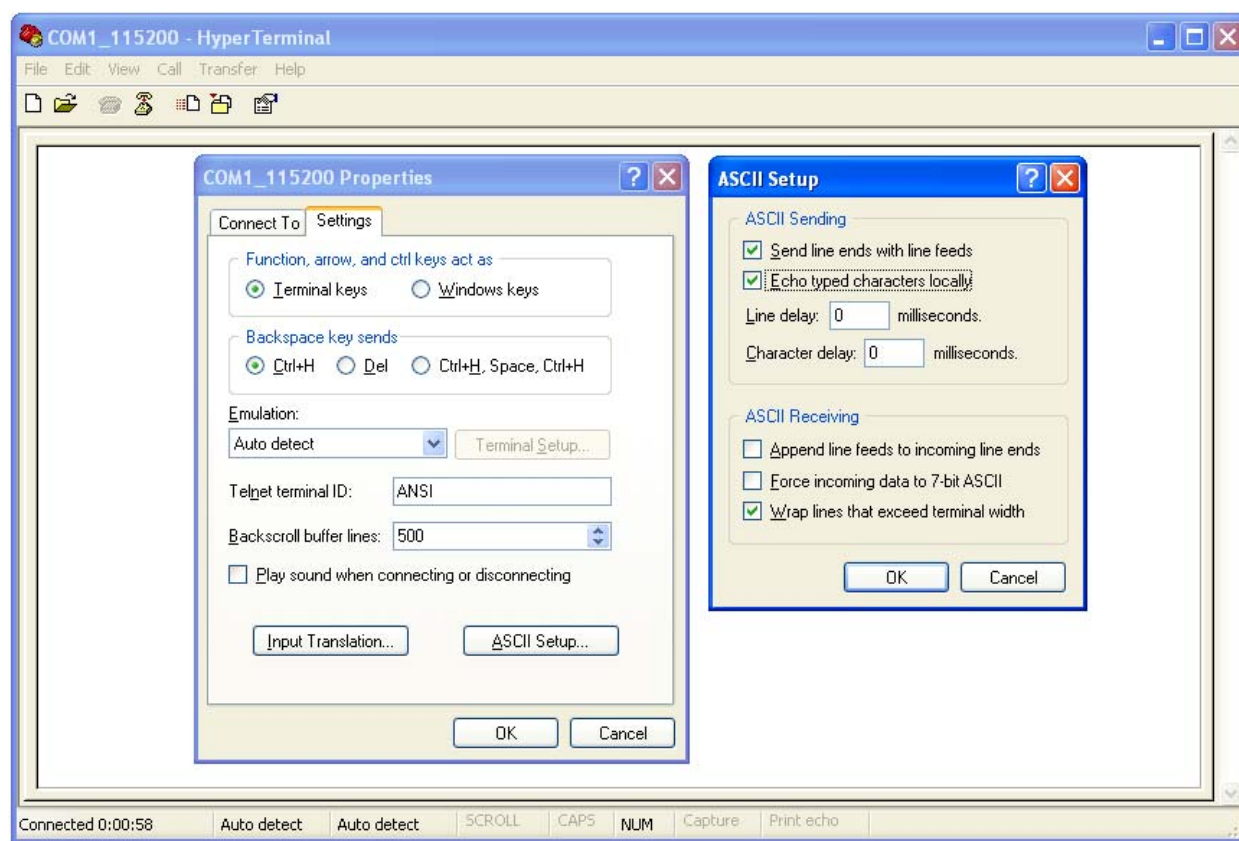 COM1_115200 - HyperTerminal
File Edit View Call Transfer Help
COM1_115200 Properties
Connect To Settings
Function, arrow, and ctrl keys act as
Terminal keys Windows keys
Backspace key sends
Ctrl+H Del Ctrl+H, Space, Ctrl+H
Emulation:
Auto detect Terminal Setup...
Telnet terminal ID: ANSI
Backscroll buffer lines: 500
Play sound when connecting or disconnecting
Input Translation... ASCII Setup...
OK Cancel
ASCII Setup
ASCII Sending
Send line ends with line feeds
Echo typed characters locally
Line delay: 0 milliseconds.
Character delay: 0 milliseconds.
ASCII Receiving
Append line feeds to incoming line ends
Force incoming data to 7-bit ASCII
Wrap lines that exceed terminal width
OK Cancel
Connected 0:00:58 Auto detect Auto detect SCROLL CAPS NUM Capture Print echo